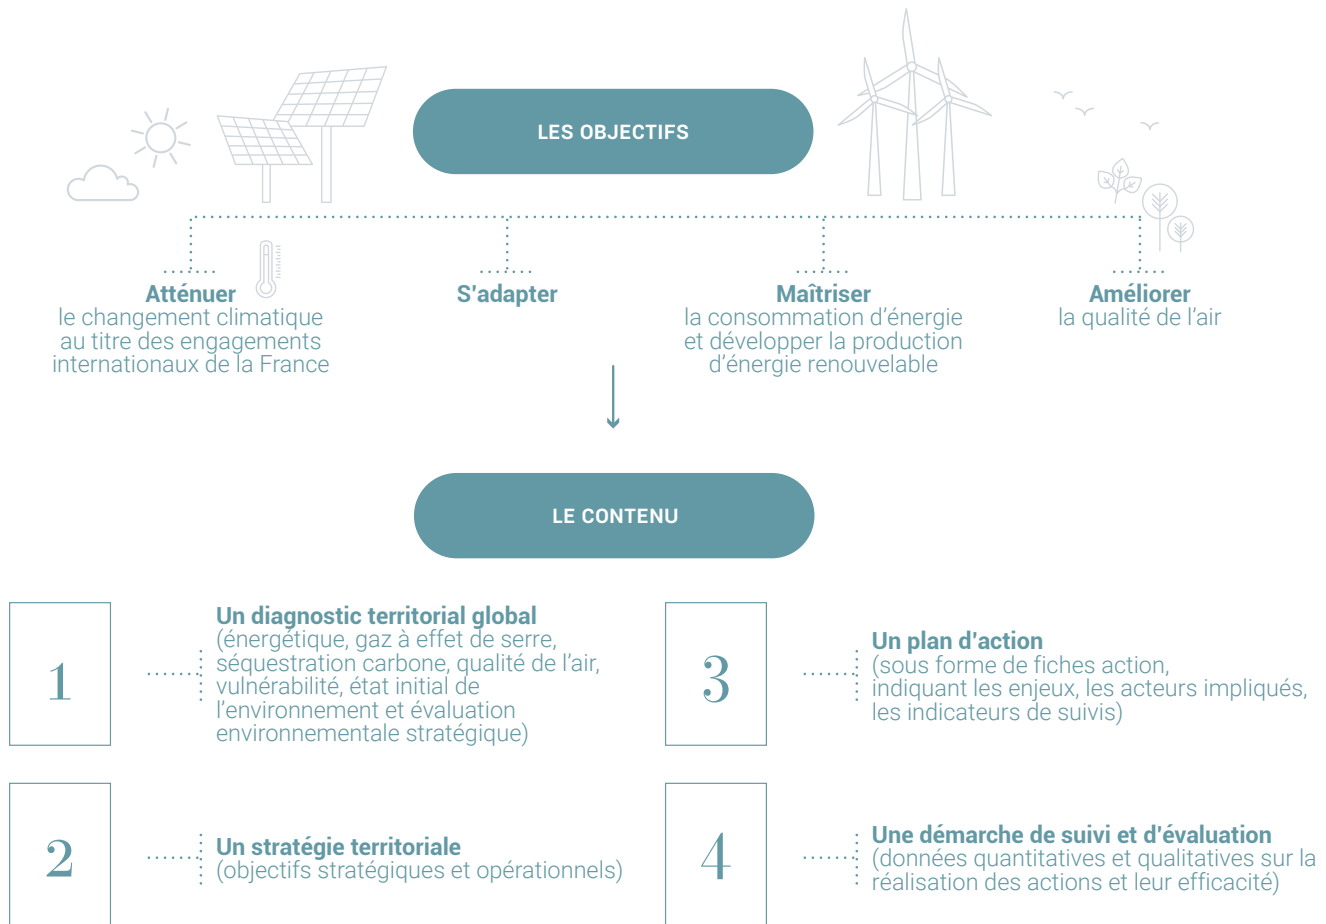 LES OBJECTIFS
Atténuer
le changement climatique
au titre des engagements
internationaux de la France
S'adapter
Maîtriser
la consommation d'énergie
et développer la production
d'énergie renouvelable
Améliorer
la qualité de l'air
LE CONTENU
1
Un diagnostic territorial global
(énergétique, gaz à effet de serre,
séquestration carbone, qualité de l'air,
vulnérabilité, état initial de
l'environnement et évaluation
environnementale stratégique)
2
Un stratégie territoriale
(objectifs stratégiques et opérationnels)
3
Un plan d'action
(sous forme de fiches action,
indiquant les enjeux, les acteurs impliqués,
les indicateurs de suivis)
4
Une démarche de suivi et d'évaluation
(données quantitatives et qualitatives sur la
réalisation des actions et leur efficacité)